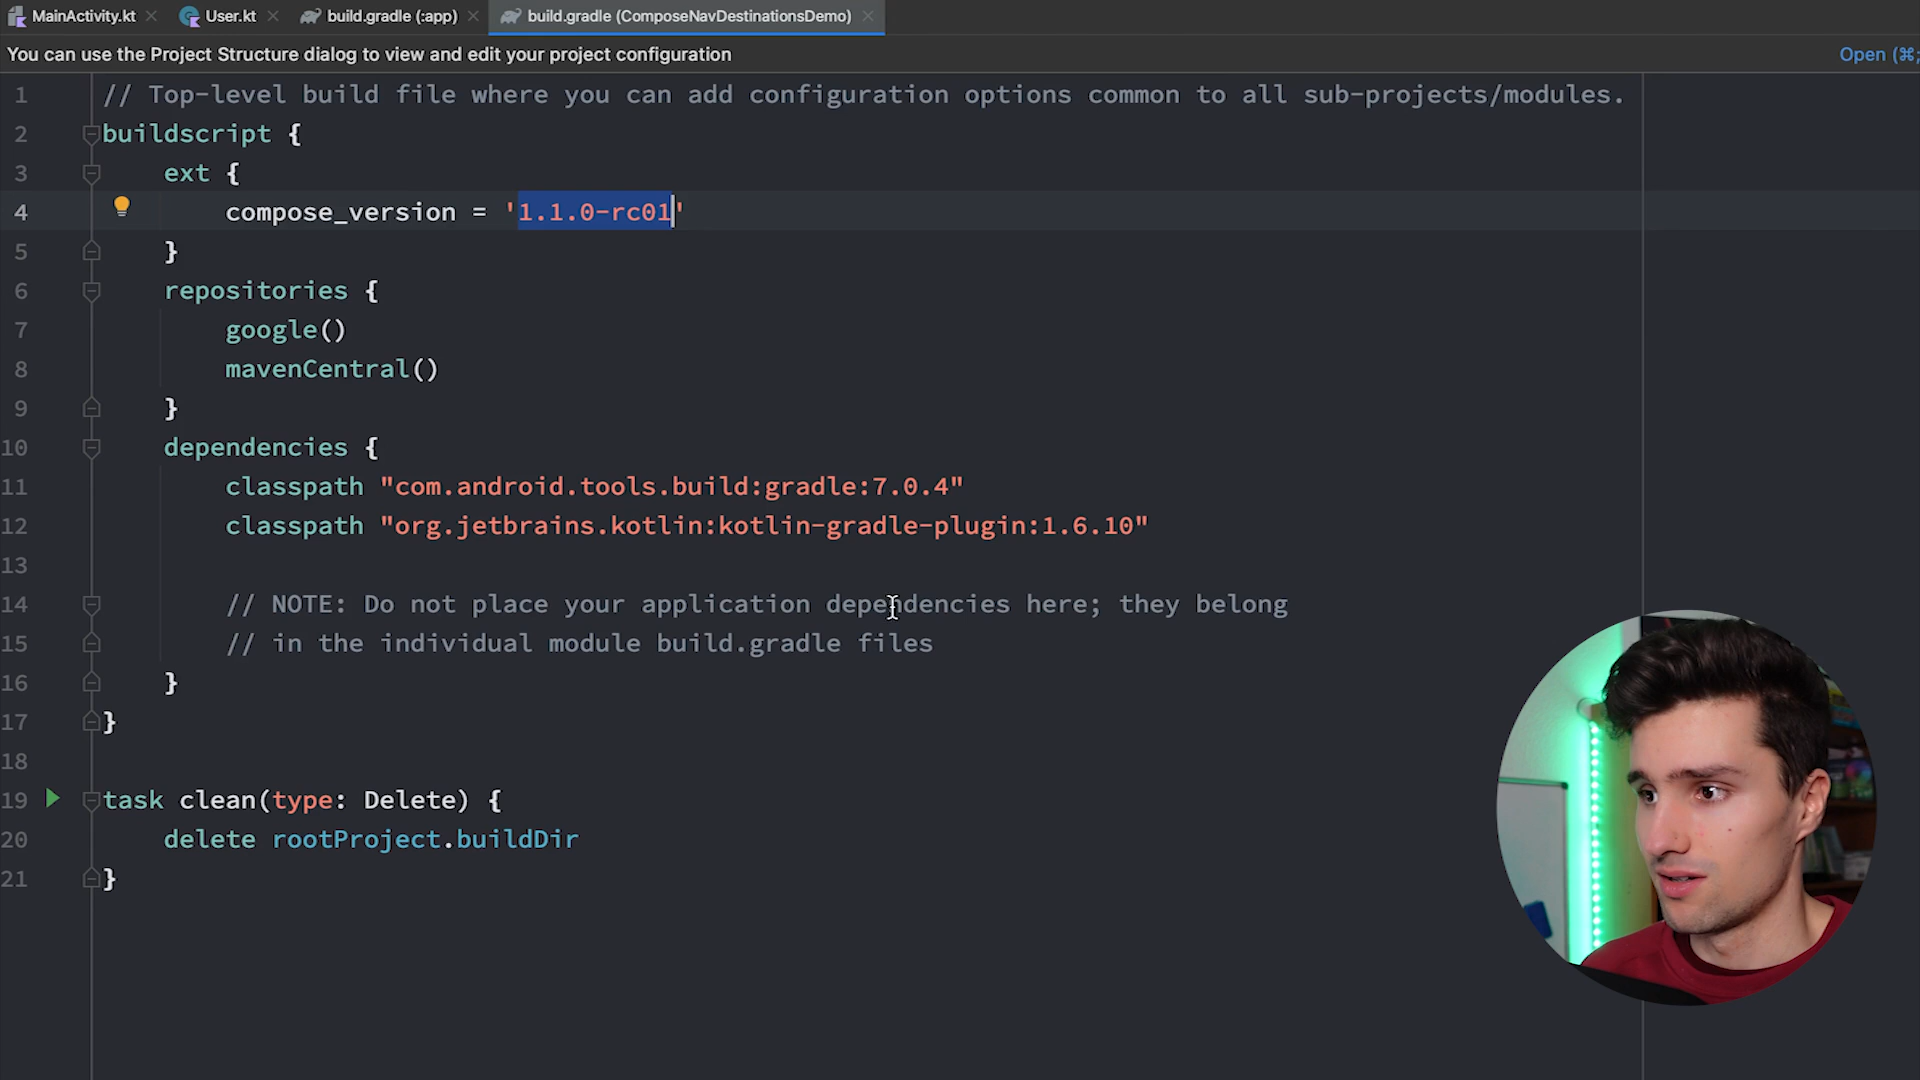 MainActivity.kt User.kt build.gradle (:app) build.gradle (ComposeNavDestinationsDemo)
You can use the Project Structure dialog to view and edit your project configuration Open (⌘;
1 // Top-level build file where you can add configuration options common to all sub-projects/modules.
2 buildscript {
3 ext {
4 compose_version = '1.1.0-rc01'
5 }
6 repositories {
7 google()
8 mavenCentral()
9 }
10 dependencies {
11 classpath "com.android.tools.build:gradle:7.0.4"
12 classpath "org.jetbrains.kotlin:kotlin-gradle-plugin:1.6.10"
13
14 // NOTE: Do not place your application dependencies here; they belong
15 // in the individual module build.gradle files
16 }
17 }
18
19 task clean(type: Delete) {
20 delete rootProject.buildDir
21 }